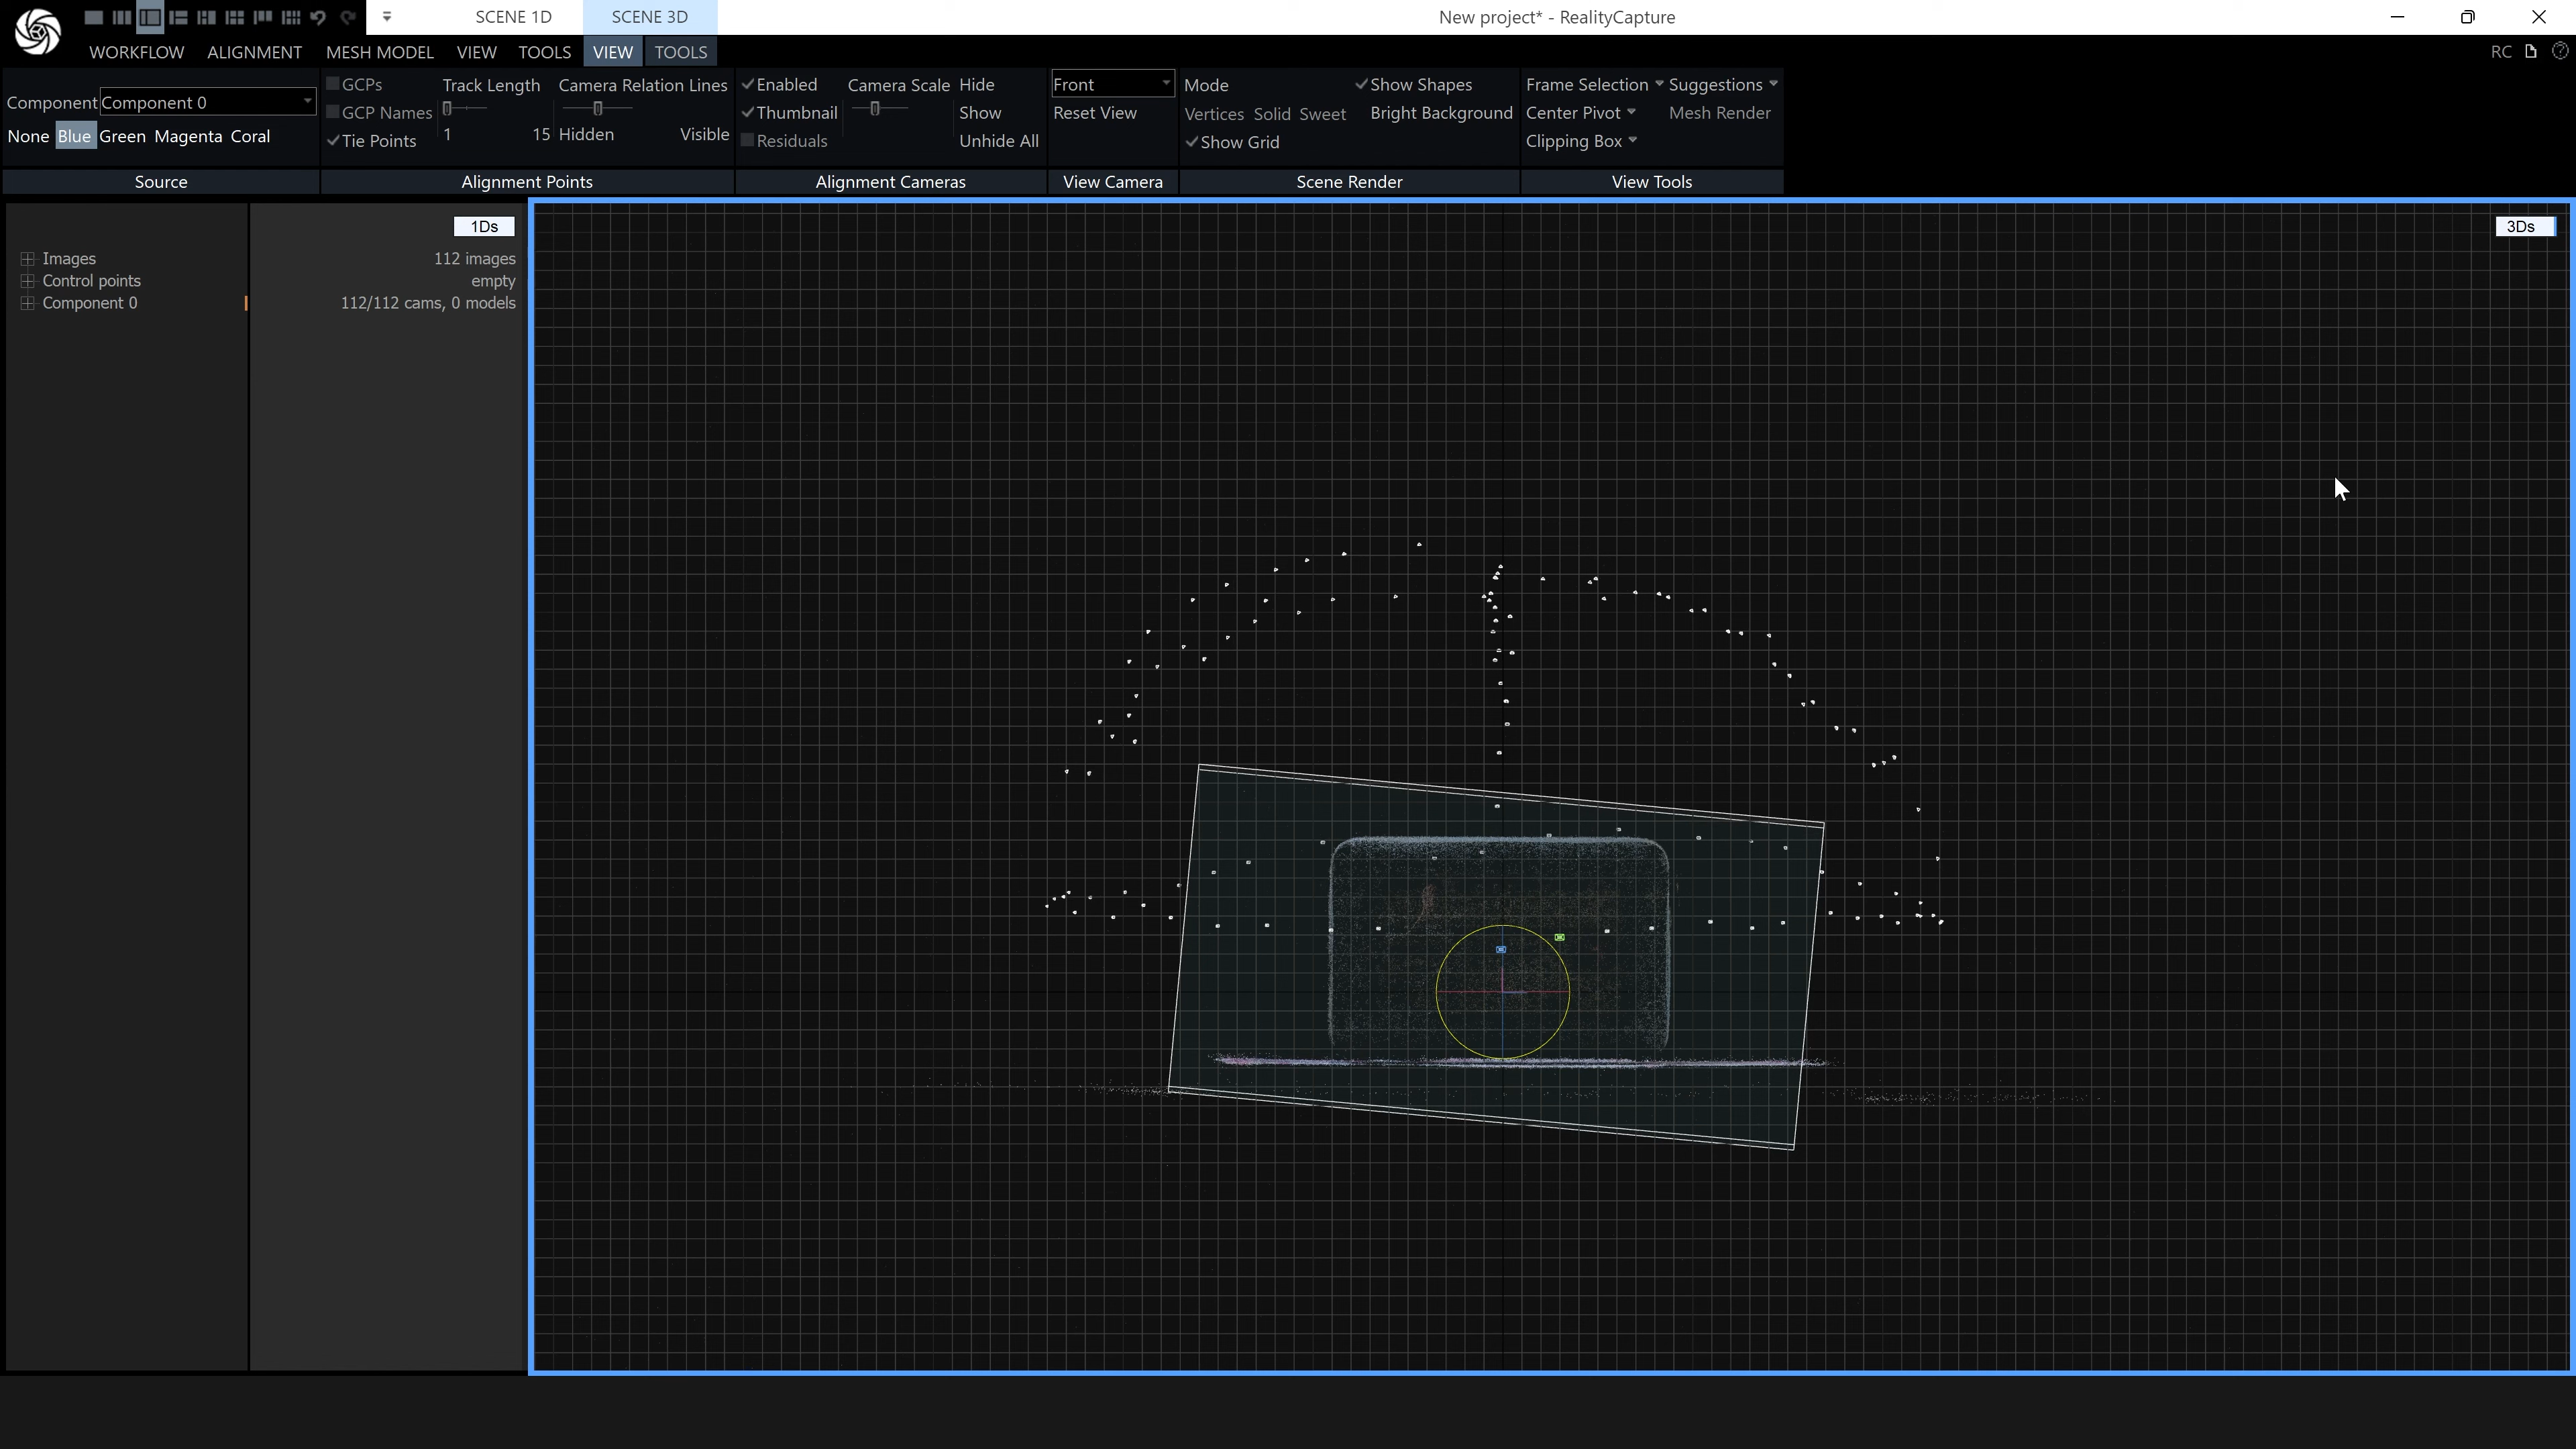 SCENE 1D SCENE 3D New project* - RealityCapture
WORKFLOW ALIGNMENT MESH MODEL VIEW TOOLS VIEW TOOLS RC
Component Component 0
None Blue Green Magenta Coral
Source
GCPs Track Length Camera Relation Lines
GCP Names
Tie Points 1 15 Hidden Visible
Alignment Points
Enabled Camera Scale Hide
Thumbnail Show
Residuals Unhide All
Alignment Cameras
Front
Reset View
View Camera
Mode Show Shapes
Vertices Solid Sweet Bright Background
Show Grid
Scene Render
Frame Selection Suggestions
Center Pivot Mesh Render
Clipping Box
View Tools
1Ds
Images 112 images
Control points empty
Component 0 112/112 cams, 0 models
3Ds